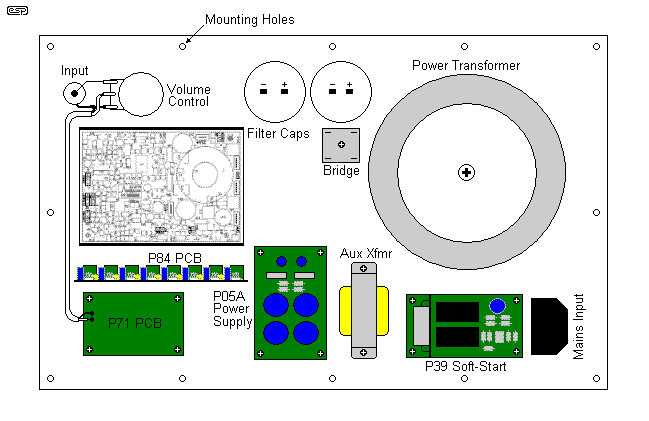 ESP
Mounting Holes
Input
Volume
Control
Filter Caps
Bridge
Power Transformer
P84 PCB
P05A
Power
Supply
Aux Xfmr
P71 PCB
P39 Soft-Start
Mains Input